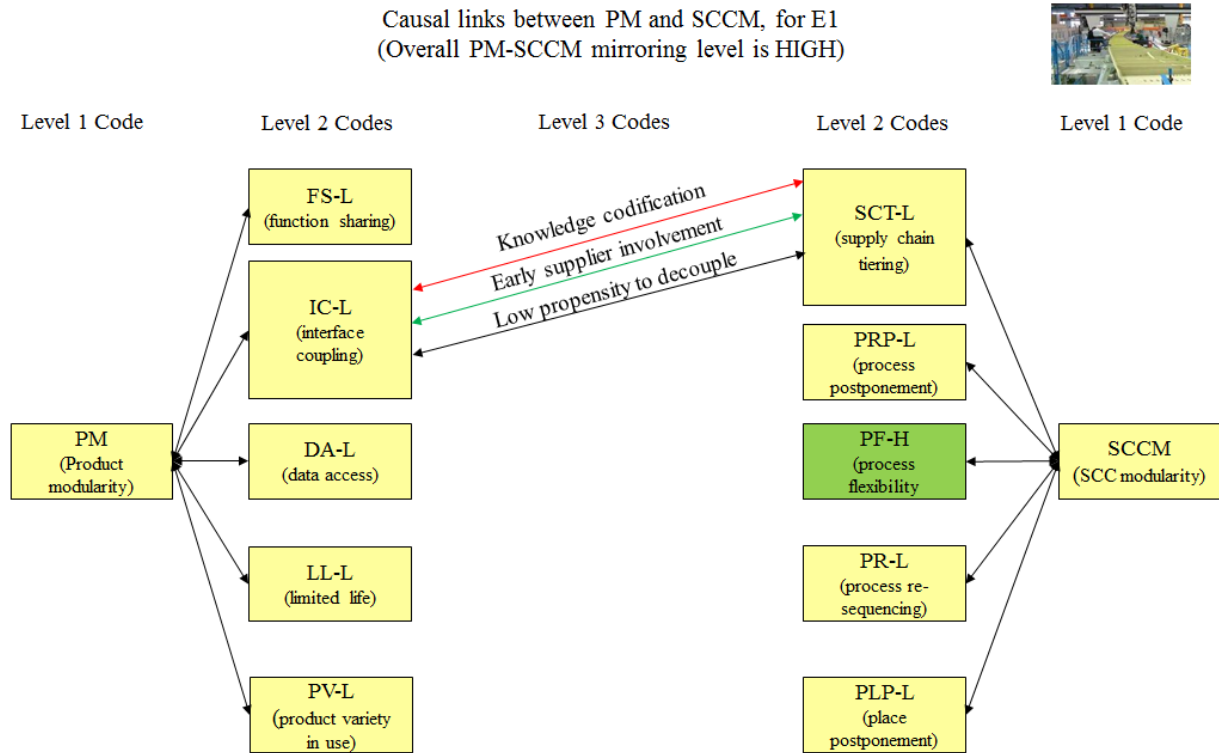 Causal links between PM and SCCM, for E1
(Overall PM-SCCM mirroring level is HIGH)
Level 1 Code
Level 2 Codes
Level 3 Codes
Level 2 Codes
Level 1 Code
PM
(Product
modularity)
FS-L
(function sharing)
IC-L
(interface
coupling)
DA-L
(data access)
LL-L
(limited life)
PV-L
(product variety
in use)
Knowledge codification
Early supplier involvement
Low propensity to decouple
SCT-L
(supply chain
tiering)
PRP-L
(process
postponement)
PF-H
(process
flexibility
PR-L
(process re-
sequencing)
PLP-L
(place
postponement)
SCCM
(SCC modularity)